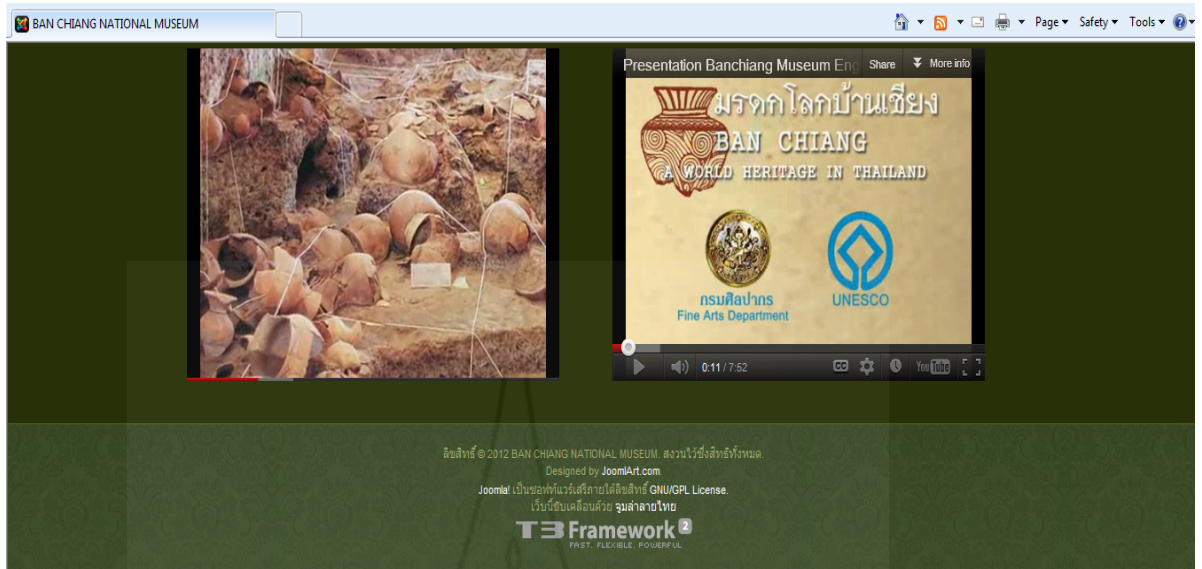 BAN CHIANG NATIONAL MUSEUM
Page Safety Tools
Presentation Banchiang Museum Eng Share More info
มรดกโลกบ้านเชียง
BAN CHIANG
A WORLD HERITAGE IN THAILAND
กรมศิลปากร
Fine Arts Department
UNESCO
0:11 / 7:52 CC YouTube
ลิขสิทธิ์ © 2012 BAN CHIANG NATIONAL MUSEUM. สงวนไว้ซึ่งสิทธิ์ทั้งหมด.
Designed by JoomlArt.com.
Joomla! เป็นซอฟท์แวร์เสรีภายใต้ลิขสิทธิ์ GNU/GPL License.
เว็บนี้ขับเคลื่อนด้วย จูมล่าลายไทย
T3 Framework 2
FAST. FLEXIBLE. POWERFUL